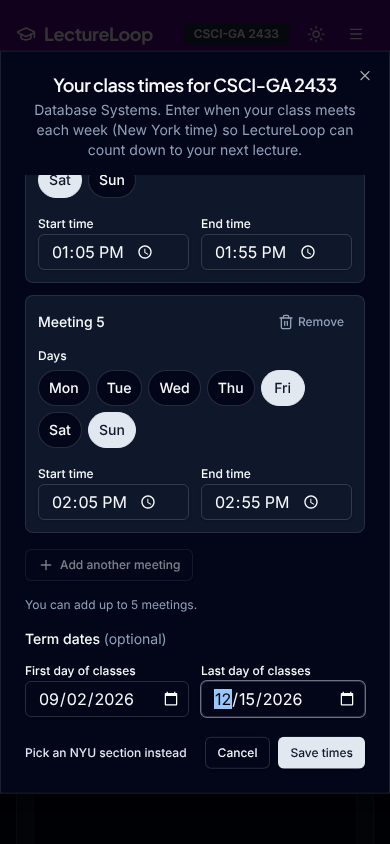 LectureLoop
CSCI-GA 2433
Your class times for CSCI-GA 2433
Database Systems. Enter when your class meets
each week (New York time) so LectureLoop can
count down to your next lecture.
Sat Sun
Start time End time
01:05 PM 01:55 PM
Meeting 5 Remove
Days
Mon Tue Wed Thu Fri
Sat Sun
Start time End time
02:05 PM 02:55 PM
+ Add another meeting
You can add up to 5 meetings.
Term dates (optional)
First day of classes Last day of classes
09/02/2026 12/15/2026
Pick an NYU section instead Cancel Save times